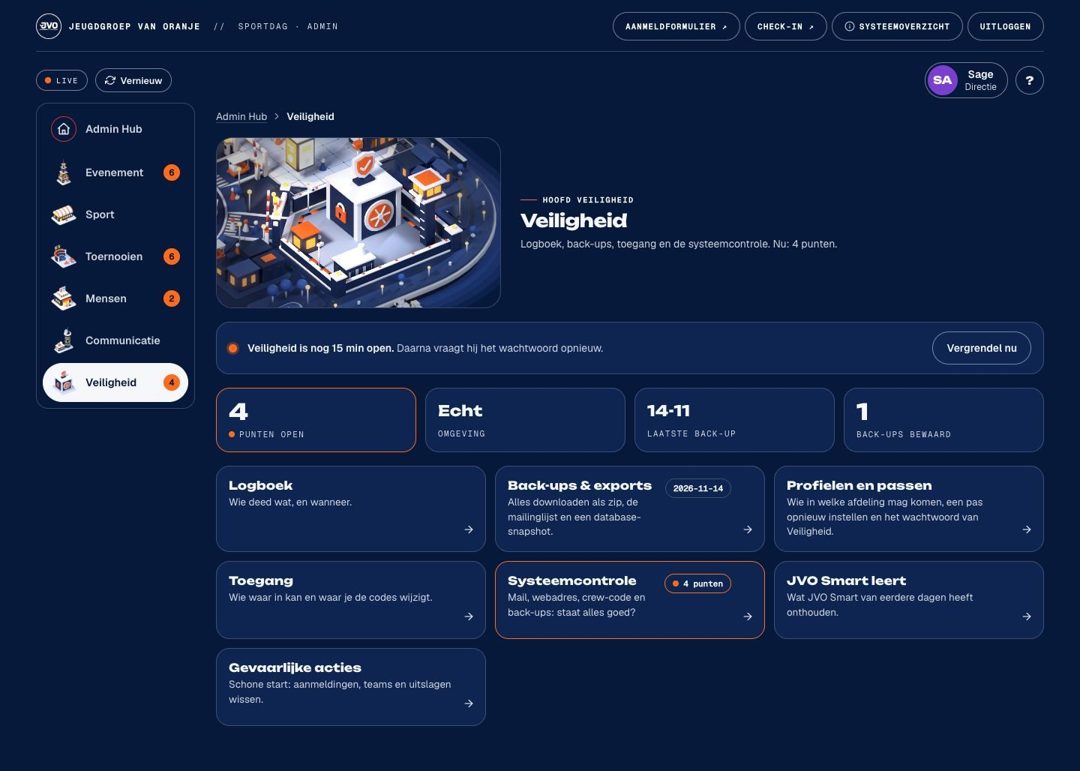 JVO JEUGDGROEP VAN ORANJE // SPORTDAG · ADMIN
AANMELDFORMULIER ↗
CHECK-IN ↗
SYSTEEMOVERZICHT
UITLOGGEN
LIVE
Vernieuw
SA
Sage
Directie
?
Admin Hub
Evenement 6
Sport
Toernooien 6
Mensen 2
Communicatie
Veiligheid 4
Admin Hub > Veiligheid
HOOFD VEILIGHEID
Veiligheid
Logboek, back-ups, toegang en de systeemcontrole. Nu: 4 punten.
Veiligheid is nog 15 min open. Daarna vraagt hij het wachtwoord opnieuw.
Vergrendel nu
4
PUNTEN OPEN
Echt
OMGEVING
14-11
LAATSTE BACK-UP
1
BACK-UPS BEWAARD
Logboek
Wie deed wat, en wanneer.
→
Back-ups & exports
2026-11-14
Alles downloaden als zip, de
mailinglijst en een database-
snapshot.
→
Profielen en passen
Wie in welke afdeling mag komen, een pas
opnieuw instellen en het wachtwoord van
Veiligheid.
→
Toegang
Wie waar in kan en waar je de codes wijzigt.
→
Systeemcontrole
4 punten
Mail, webadres, crew-code en
back-ups: staat alles goed?
→
JVO Smart leert
Wat JVO Smart van eerdere dagen heeft
onthouden.
→
Gevaarlijke acties
Schone start: aanmeldingen, teams en uitslagen
wissen.
→